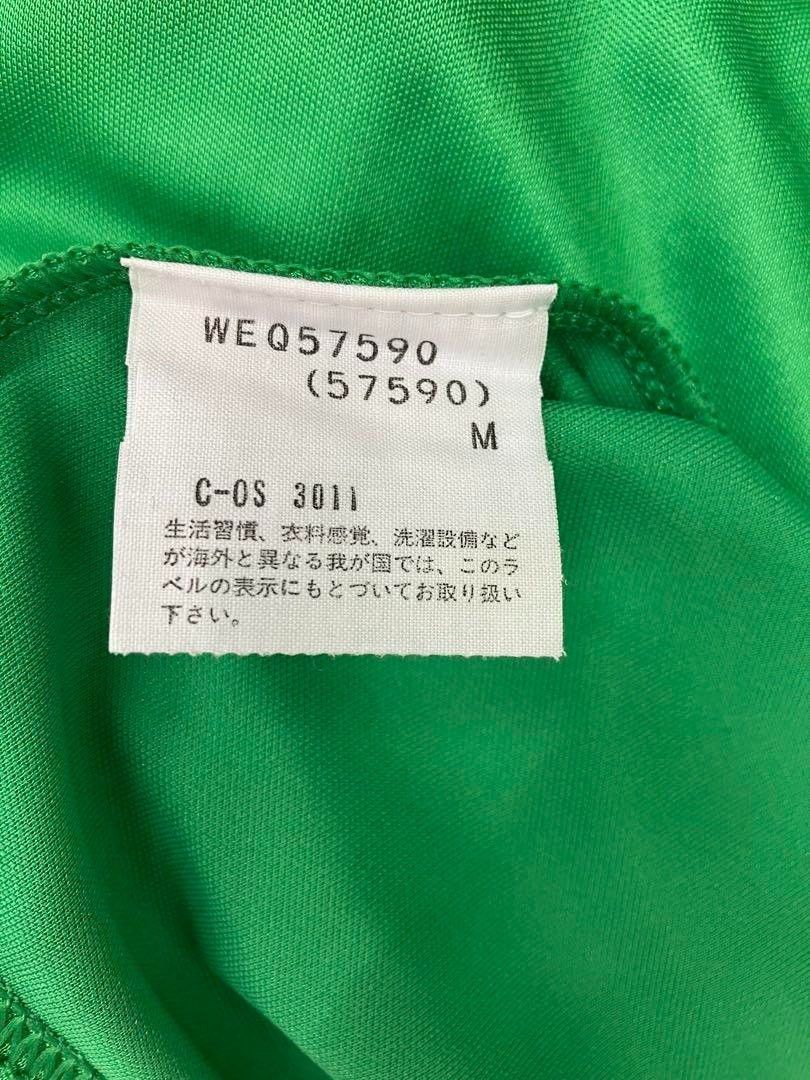 WEQ57590
(57590)
M
C-OS 3011
生活習慣、衣料感覚、洗濯設備など
が海外と異なる我が国では、このラ
ベルの表示にもとづいてお取り扱い
下さい。